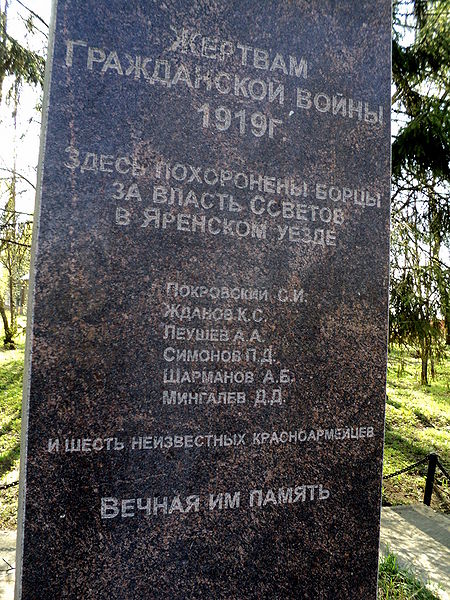 Жертвам
Гражданской войны
1919г.
Здесь похоронены борцы
за власть Советов
в Яренском уезде
Покровский С.И.
Жданов К.С.
Леушев А.А.
Симонов П.Д.
Шарманов А.Б.
Мингалев Д.Д.
и шесть неизвестных красноармейцев
Вечная им память